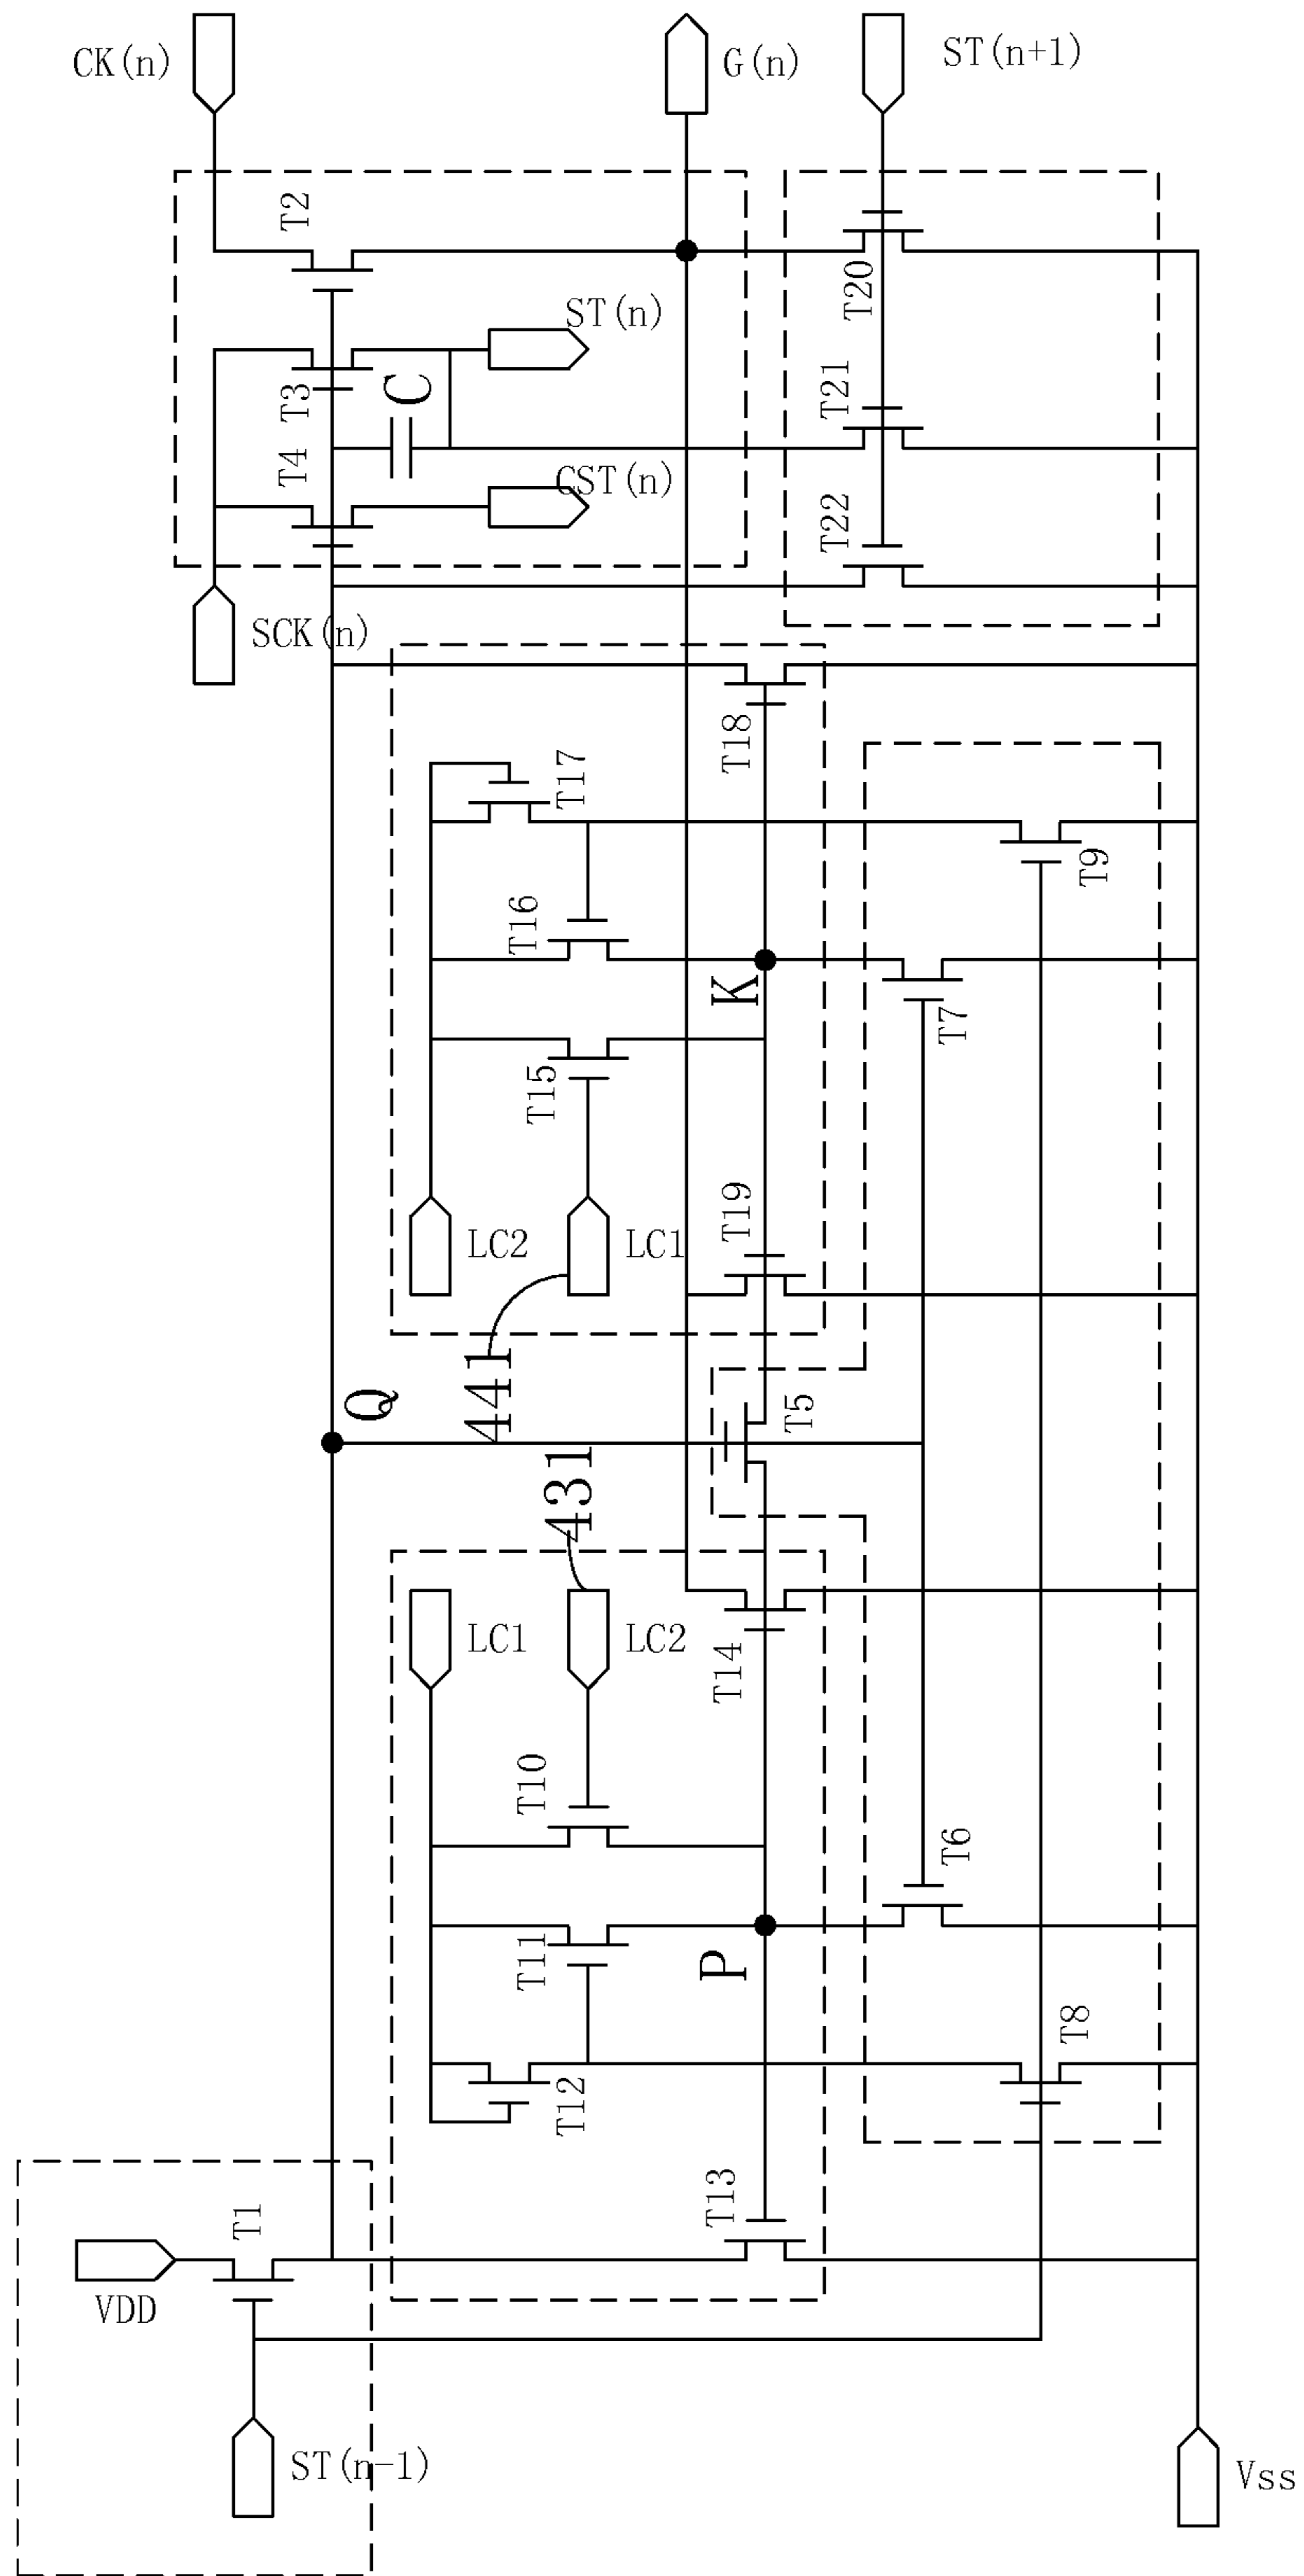 CK(n)
G(n)
ST(n+1)
T2
ST(n)
T20
T3
C
T21
T4
CST(n)
T22
SCK(n)
T18
T17
T9
T16
K
T7
T15
T19
LC2
LC1
441
Q
T5
431
LC1
LC2
T14
T10
T6
T11
P
T8
T12
T13
T1
VDD
ST(n-1)
Vss